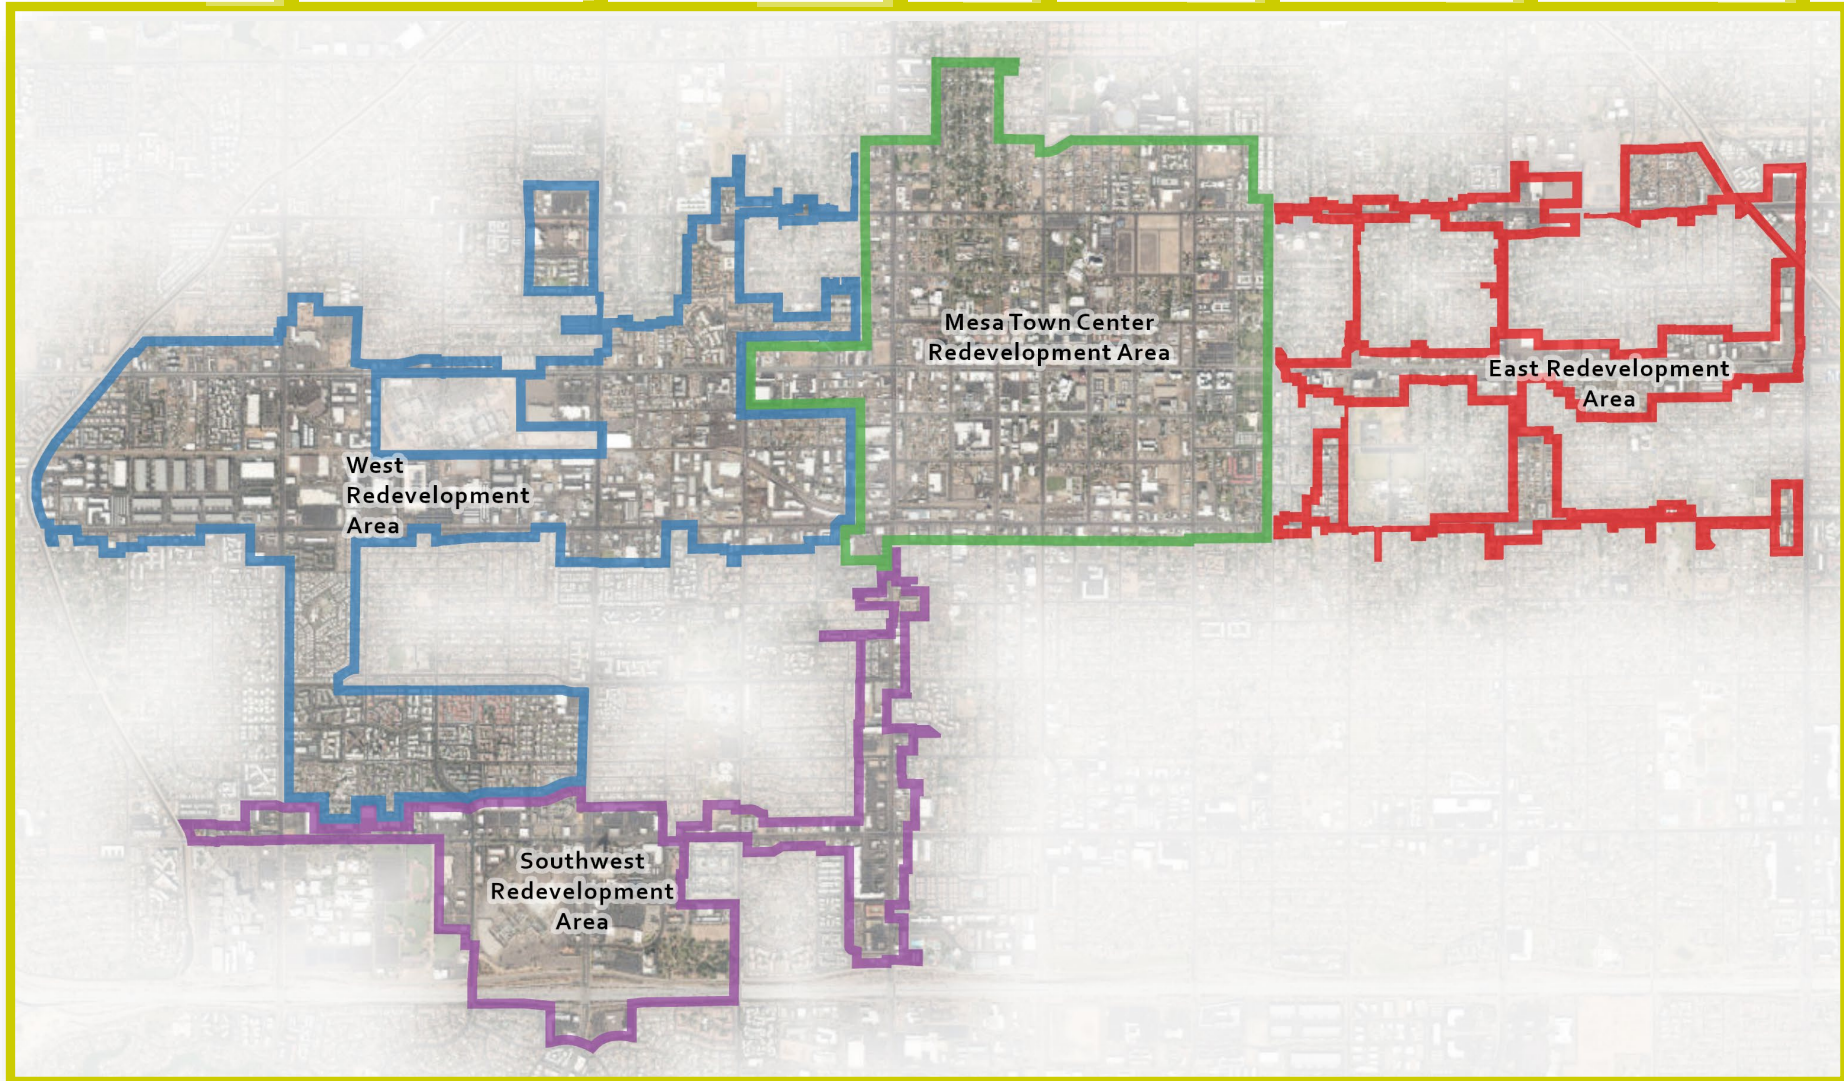 Mesa Town Center
Redevelopment Area
East Redevelopment
Area
West
Redevelopment
Area
Southwest
Redevelopment
Area